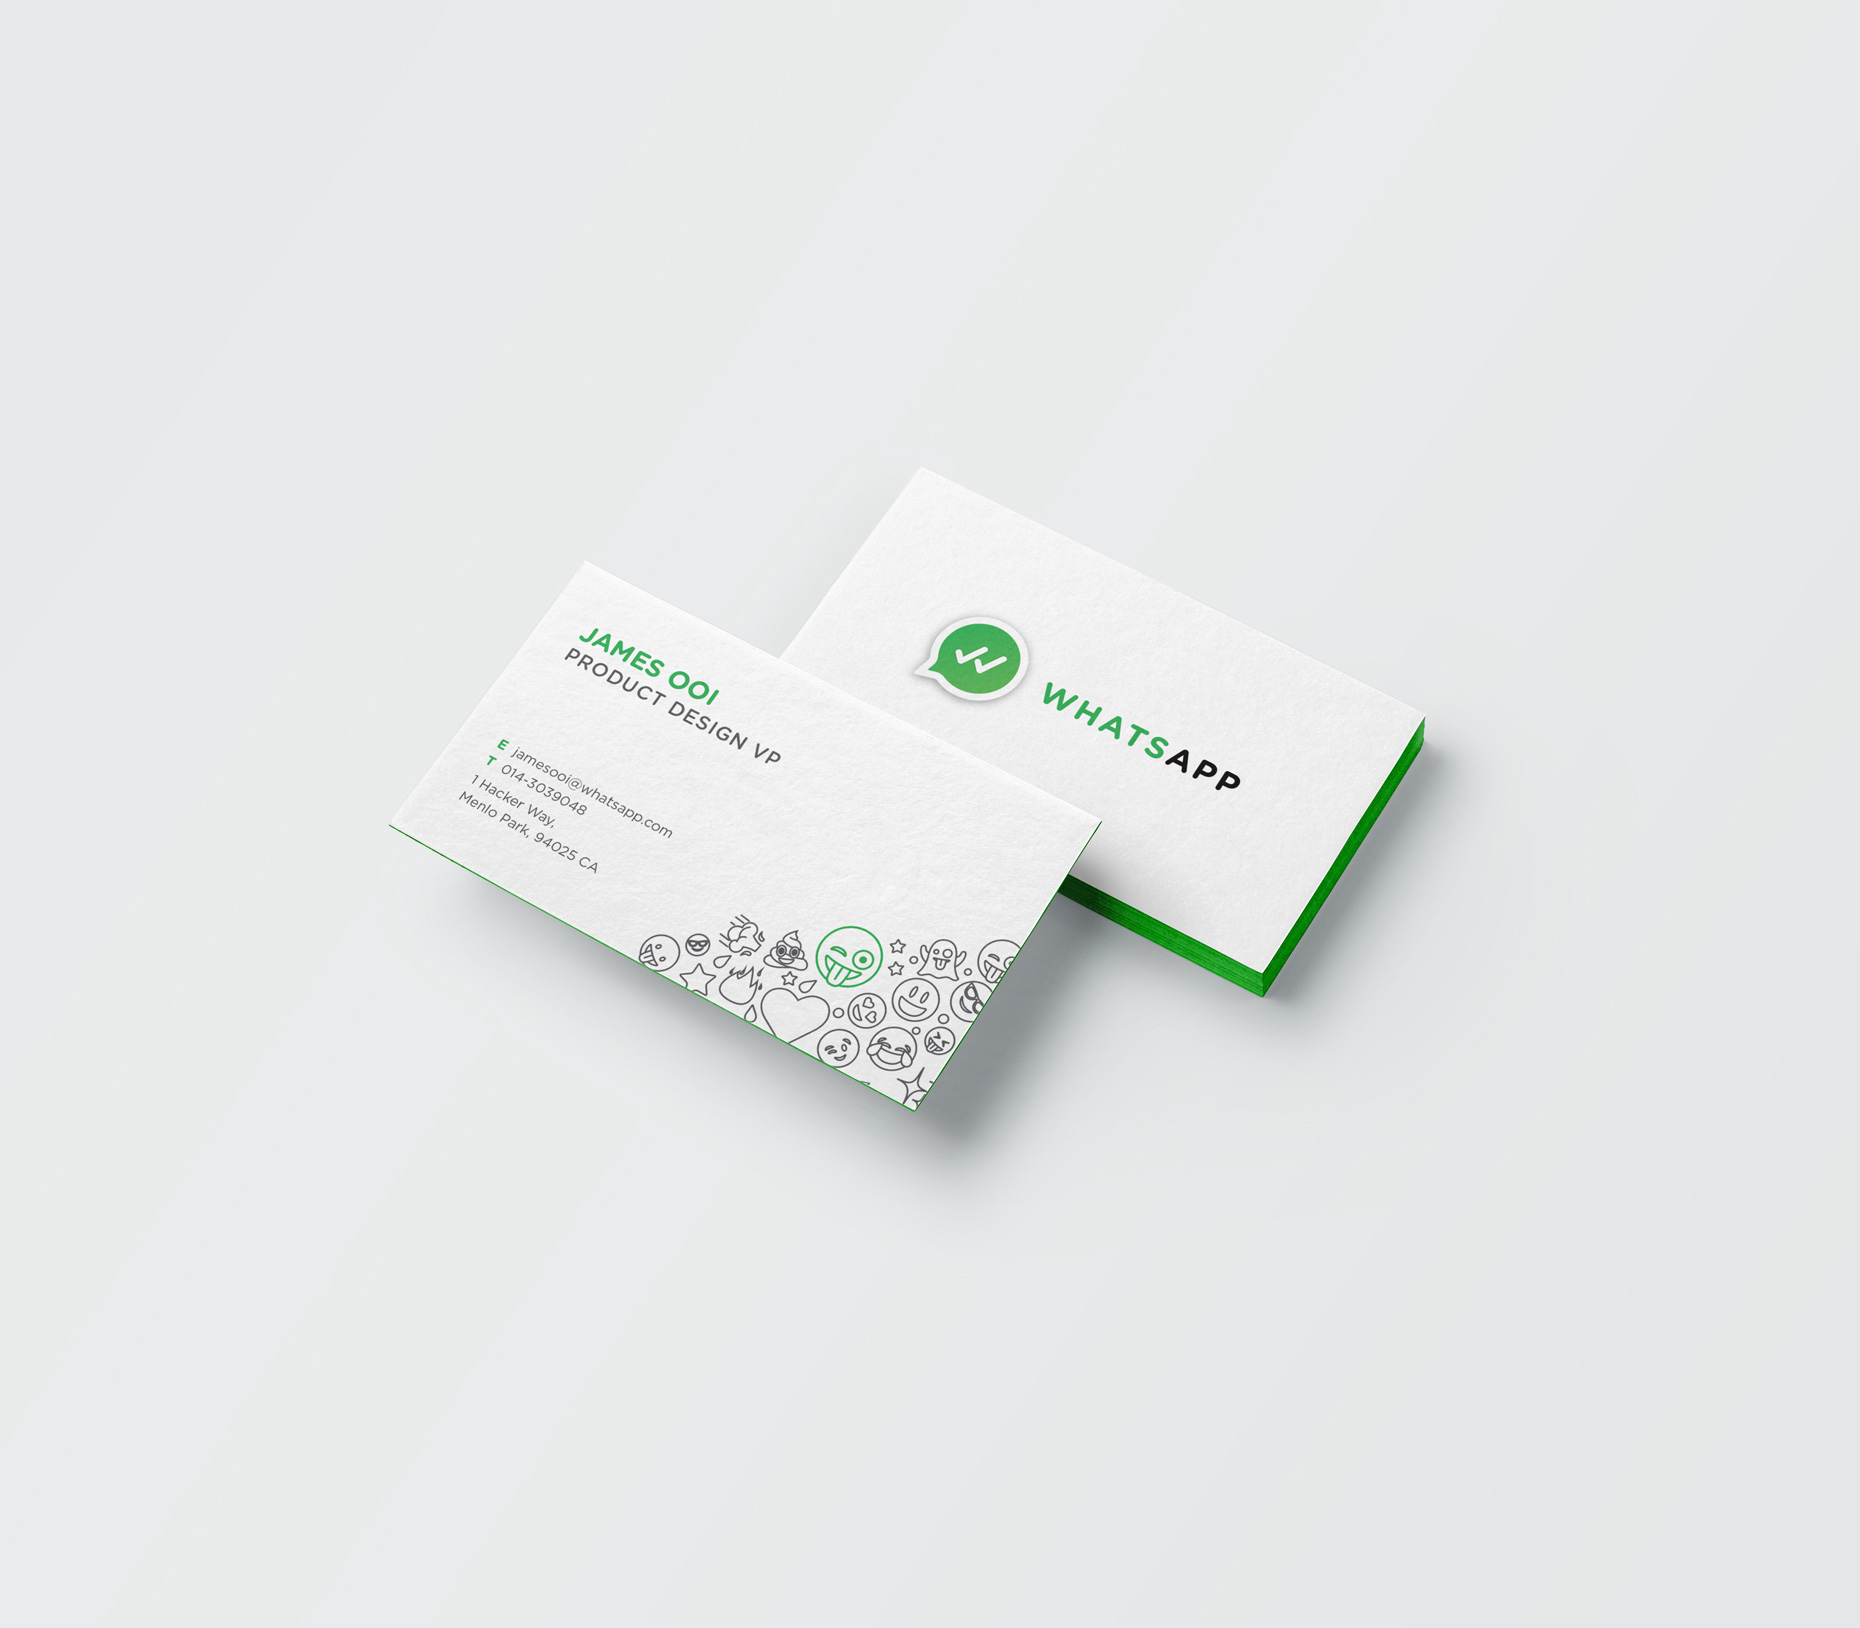 JAMES OOI
PRODUCT DESIGN VP
E jamesooi@whatsapp.com
T 014-3039048
1 Hacker Way,
Menlo Park, 94025 CA
WHATSAPP